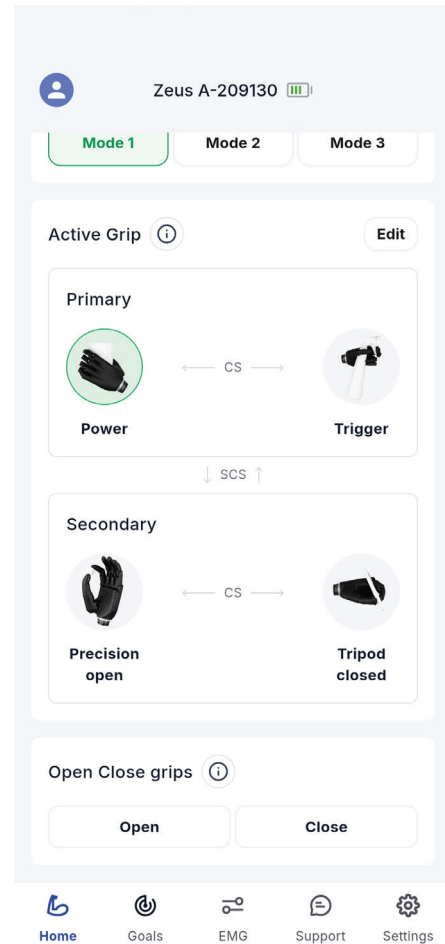 Zeus A-209130
Mode 1 Mode 2 Mode 3
Active Grip Edit
Primary
CS
Power Trigger
SCS
Secondary
CS
Precision open
Tripod closed
Open Close grips
Open Close
Home Goals EMG Support Settings